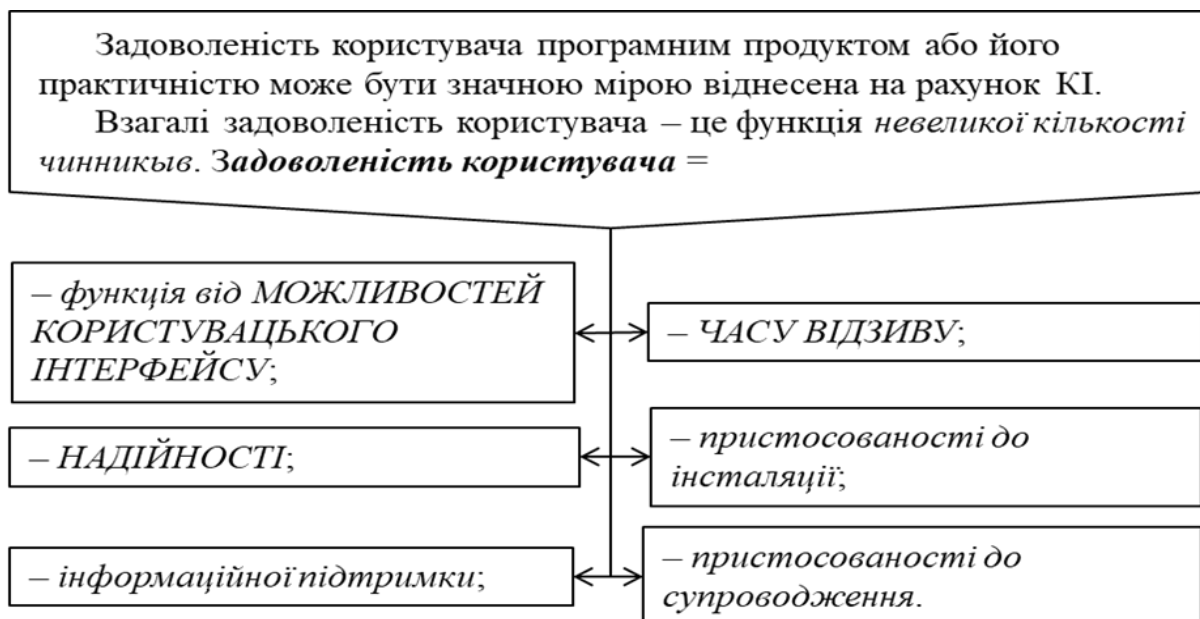 Задоволеність користувача програмним продуктом або його
практичністю може бути значною мірою віднесена на рахунок КІ.
Взагалі задоволеність користувача – це функція невеликої кількості
чинникыв. Задоволеність користувача =
– функція від МОЖЛИВОСТЕЙ
КОРИСТУВАЦЬКОГО
ІНТЕРФЕЙСУ;
– ЧАСУ ВІДЗИВУ;
– НАДІЙНОСТІ;
– пристосованості до
інсталяції;
– інформаційної підтримки;
– пристосованості до
супроводження.